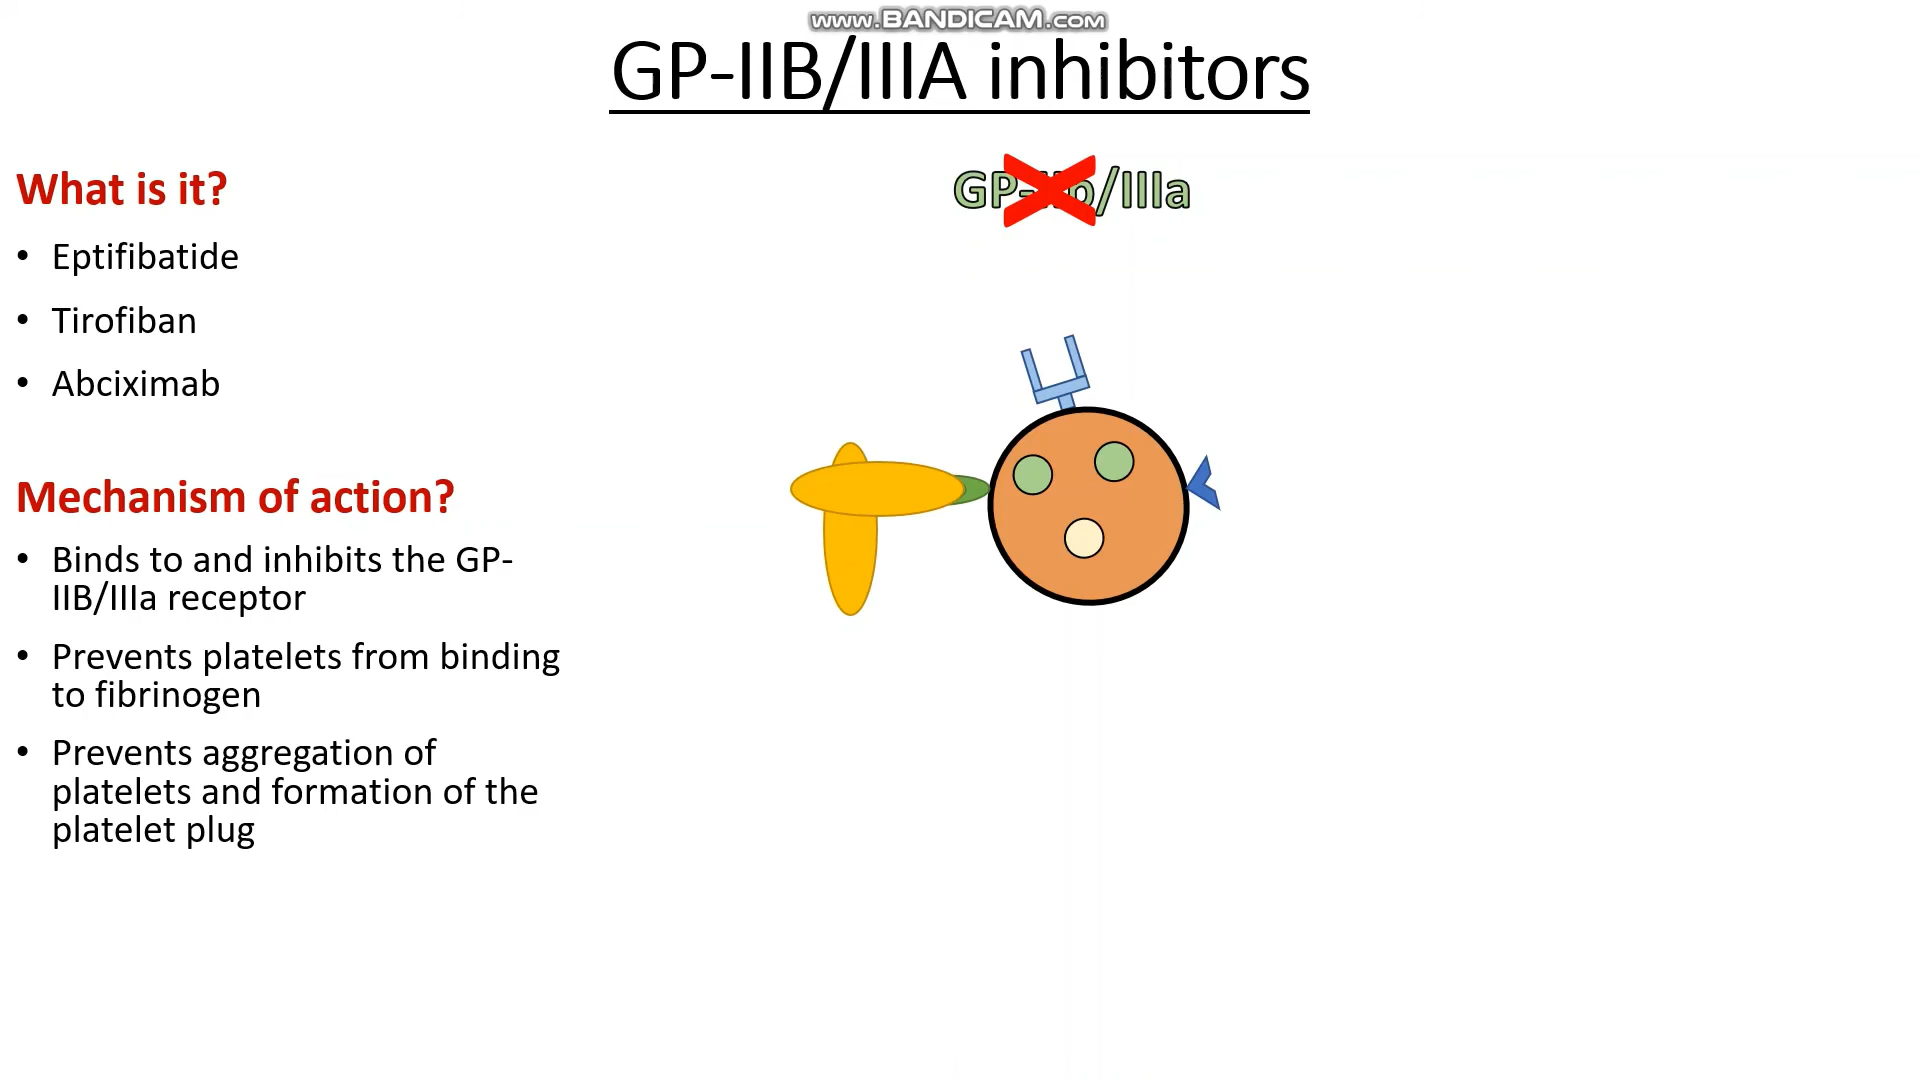 www.BANDICAM.com
GP-IIB/IIIA inhibitors
What is it?
GP-IIb/IIIa
• Eptifibatide
• Tirofiban
• Abciximab
Mechanism of action?
• Binds to and inhibits the GP-
IIB/IIIa receptor
• Prevents platelets from binding
to fibrinogen
• Prevents aggregation of
platelets and formation of the
platelet plug